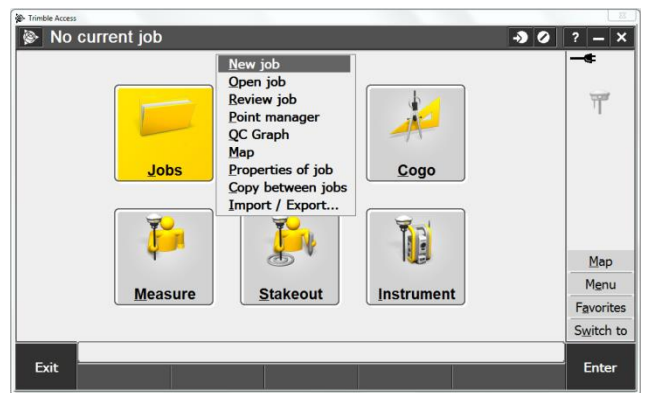 Trimble Access
No current job
?
New job
Open job
Review job
Point manager
QC Graph
Map
Properties of job
Copy between jobs
Import / Export...
Jobs
Cogo
Measure
Stakeout
Instrument
Map
Menu
Favorites
Switch to
Exit
Enter